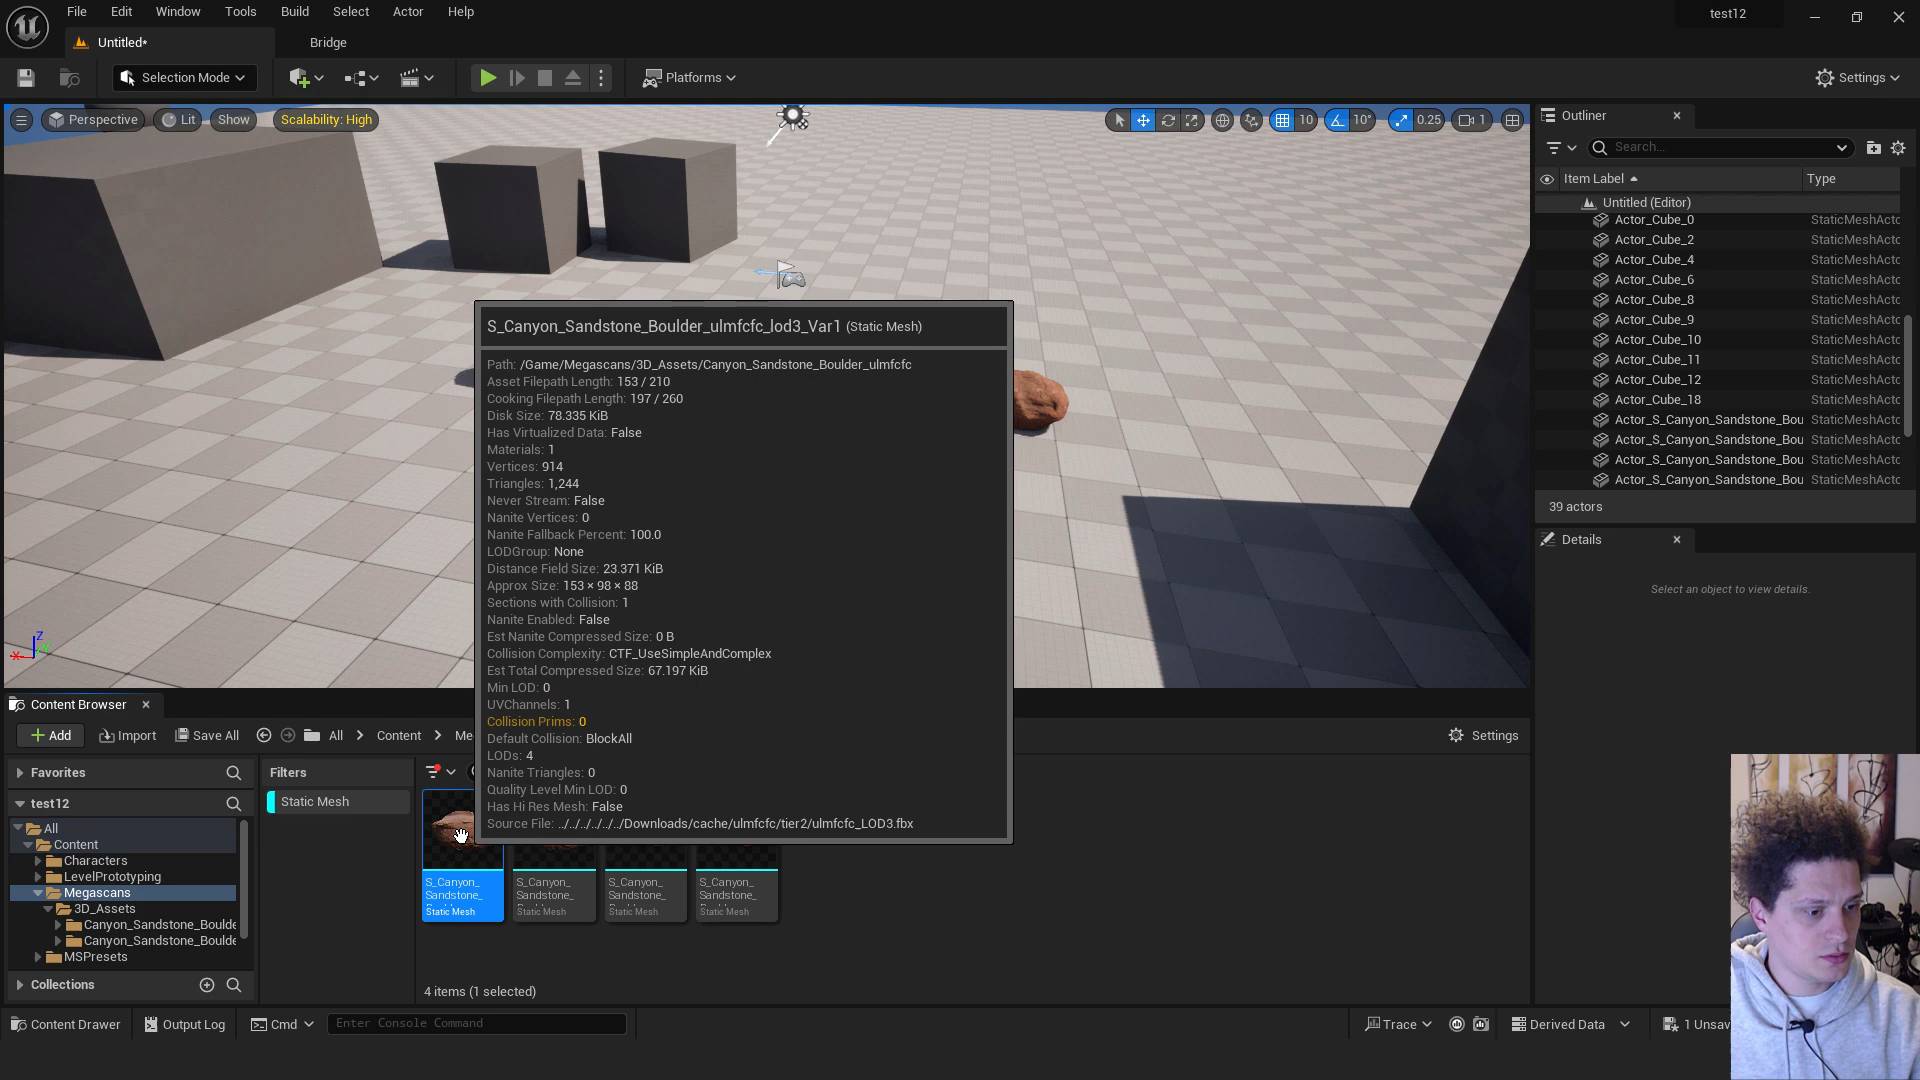 File Edit Window Tools Build Select Actor Help
test12
Untitled*
Bridge
Selection Mode
Platforms
Settings
Perspective
Lit
Show
Scalability: High
10
10°
0.25
1
Outliner
Search...
Item Label
Type
Untitled (Editor)
Actor_Cube_0 StaticMeshActo
Actor_Cube_2 StaticMeshActo
Actor_Cube_4 StaticMeshActo
Actor_Cube_6 StaticMeshActo
Actor_Cube_8 StaticMeshActo
Actor_Cube_9 StaticMeshActo
Actor_Cube_10 StaticMeshActo
Actor_Cube_11 StaticMeshActo
Actor_Cube_12 StaticMeshActo
Actor_Cube_18 StaticMeshActo
Actor_S_Canyon_Sandstone_Bou StaticMeshActo
Actor_S_Canyon_Sandstone_Bou StaticMeshActo
Actor_S_Canyon_Sandstone_Bou StaticMeshActo
Actor_S_Canyon_Sandstone_Bou StaticMeshActo
39 actors
Details
Select an object to view details.
S_Canyon_Sandstone_Boulder_ulmfcfc_lod3_Var1 (Static Mesh)
Path: /Game/Megascans/3D_Assets/Canyon_Sandstone_Boulder_ulmfcfc
Asset Filepath Length: 153 / 210
Cooking Filepath Length: 197 / 260
Disk Size: 78.335 KiB
Has Virtualized Data: False
Materials: 1
Vertices: 914
Triangles: 1,244
Never Stream: False
Nanite Vertices: 0
Nanite Fallback Percent: 100.0
LODGroup: None
Distance Field Size: 23.371 KiB
Approx Size: 153 × 98 × 88
Sections with Collision: 1
Nanite Enabled: False
Est Nanite Compressed Size: 0 B
Collision Complexity: CTF_UseSimpleAndComplex
Est Total Compressed Size: 67.197 KiB
Min LOD: 0
UVChannels: 1
Collision Prims: 0
Default Collision: BlockAll
LODs: 4
Nanite Triangles: 0
Quality Level Min LOD: 0
Has Hi Res Mesh: False
Source File: ../../../../../../Downloads/cache/ulmfcfc/tier2/ulmfcfc_LOD3.fbx
Z
X
Y
Content Browser
Add
Import
Save All
All
Content
Me
Settings
Favorites
test12
All
Content
Characters
LevelPrototyping
Megascans
3D_Assets
Canyon_Sandstone_Boulde
Canyon_Sandstone_Boulde
MSPresets
Collections
Filters
Static Mesh
S_Canyon_ S_Canyon_ S_Canyon_ S_Canyon_
Sandstone_ Sandstone_ Sandstone_ Sandstone_
Static Mesh Static Mesh Static Mesh Static Mesh
4 items (1 selected)
Content Drawer
Output Log
Cmd
Enter Console Command
Trace
Derived Data
1 Unsav